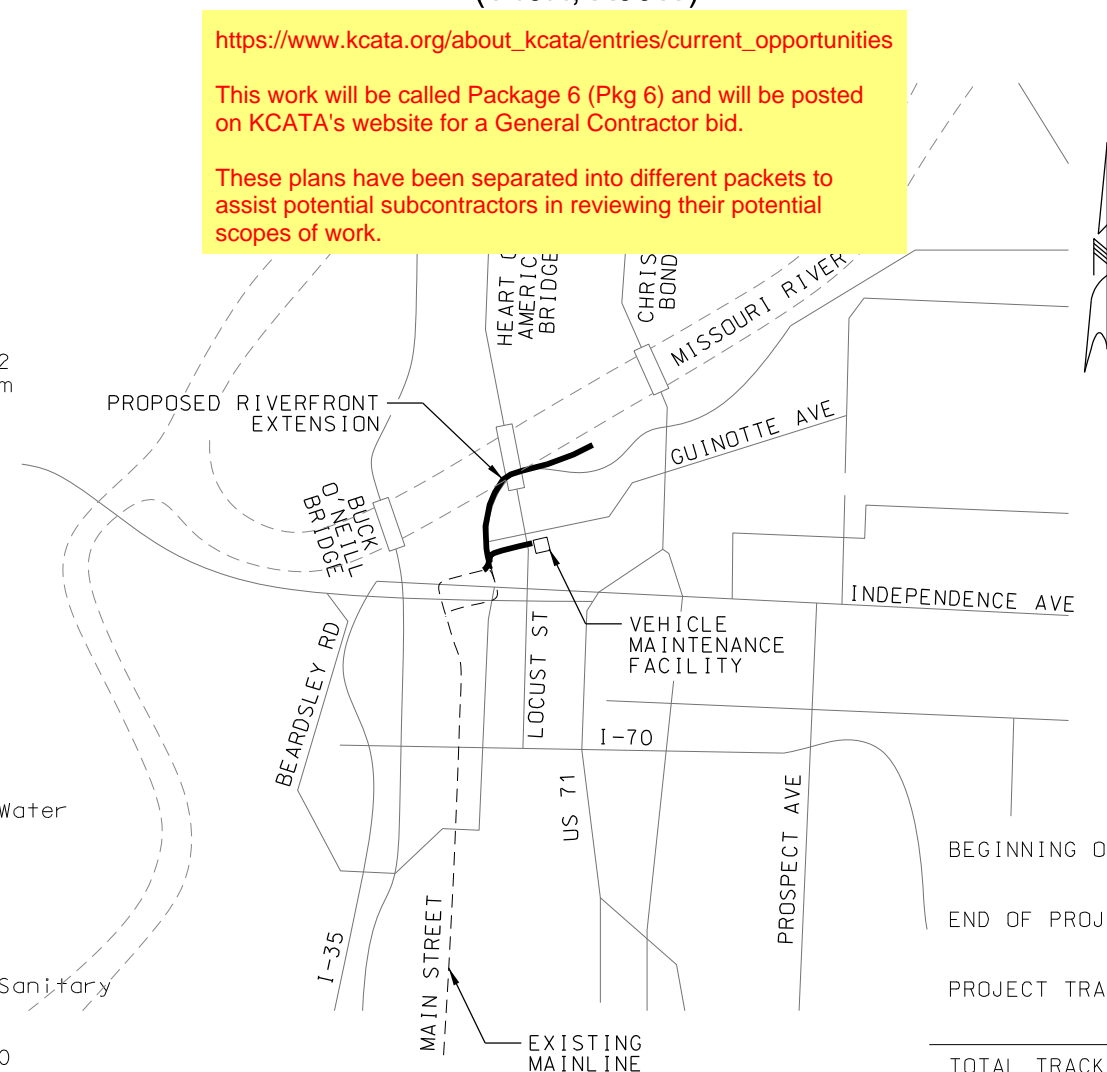 https://www.kcata.org/about_kcata/entries/current_opportunities
This work will be called Package 6 (Pkg 6) and will be posted
on KCATA's website for a General Contractor bid.
These plans have been separated into different packets to
assist potential subcontractors in reviewing their potential
scopes of work.
HEART
AMERIC
BRIDGE
CHRIS
BOND
MISSOURI RIVER
2
m
PROPOSED RIVERFRONT
EXTENSION
GUINOTTE AVE
BUCK
O'NEILL
BRIDGE
INDEPENDENCE AVE
VEHICLE
MAINTENANCE
FACILITY
BEARDSLEY RD
LOCUST ST
I-70
US 71
PROSPECT AVE
Water
BEGINNING O
END OF PROJ
I-35
MAIN STREET
Sanitary
PROJECT TRA
EXISTING
MAINLINE
O
TOTAL TRACK